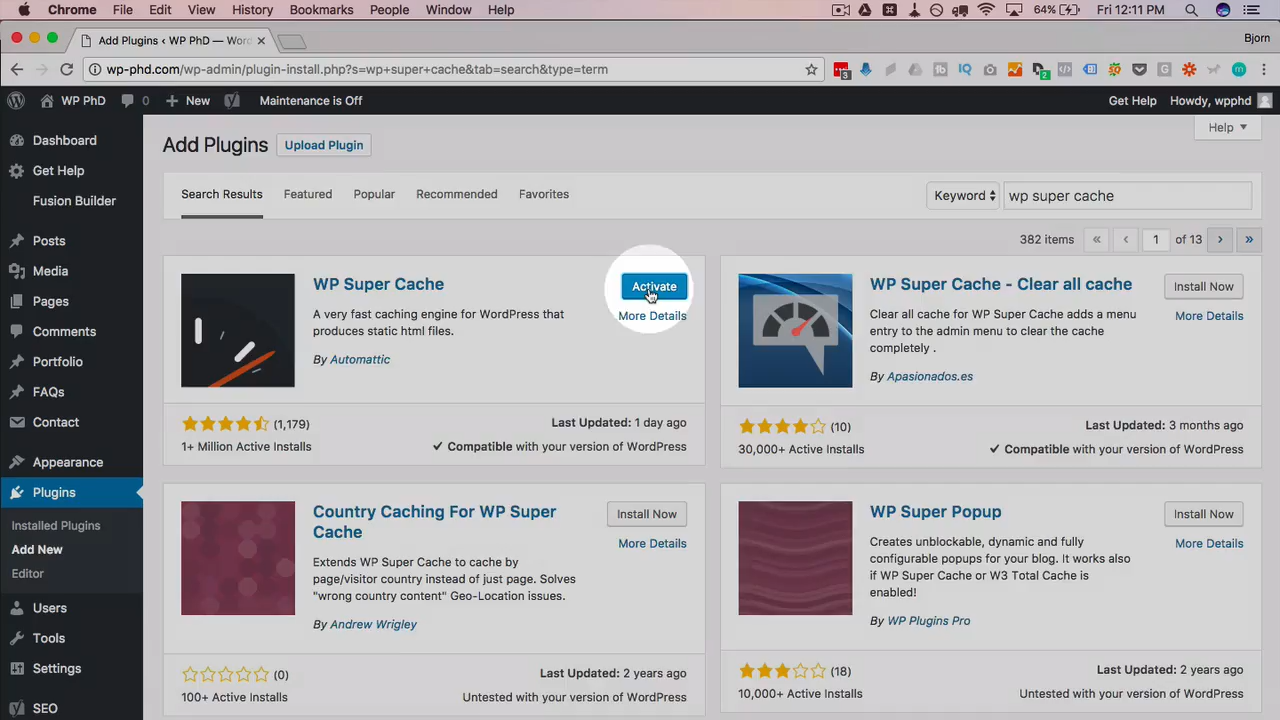 Chrome File Edit View History Bookmarks People Window Help 64% Fri 12:11 PM
Add Plugins ‹ WP PhD — Wor Bjorn
wp-phd.com/wp-admin/plugin-install.php?s=wp+super+cache&tab=search&type=term
WP PhD 0 New Maintenance is Off Get Help Howdy, wpphd
Dashboard
Get Help
Fusion Builder
Posts
Media
Pages
Comments
Portfolio
FAQs
Contact
Appearance
Plugins
Installed Plugins
Add New
Editor
Users
Tools
Settings
SEO
Add Plugins Upload Plugin Help
Search Results Featured Popular Recommended Favorites Keyword wp super cache
382 items « ‹ 1 of 13 › »
WP Super Cache Activate
A very fast caching engine for WordPress that More Details
produces static html files.
By Automattic
(1,179) Last Updated: 1 day ago
1+ Million Active Installs ✓ Compatible with your version of WordPress
WP Super Cache - Clear all cache Install Now
Clear all cache for WP Super Cache adds a menu More Details
entry to the admin menu to clear the cache
completely .
By Apasionados.es
(10) Last Updated: 3 months ago
30,000+ Active Installs ✓ Compatible with your version of WordPress
Country Caching For WP Super Install Now
Cache More Details
Extends WP Super Cache to cache by
page/visitor country instead of just page. Solves
"wrong country content" Geo-Location issues.
By Andrew Wrigley
(0) Last Updated: 2 years ago
100+ Active Installs Untested with your version of WordPress
WP Super Popup Install Now
Creates unblockable, dynamic and fully More Details
configurable popups for your blog. It works also
if WP Super Cache or W3 Total Cache is
enabled!
By WP Plugins Pro
(18) Last Updated: 2 years ago
10,000+ Active Installs Untested with your version of WordPress